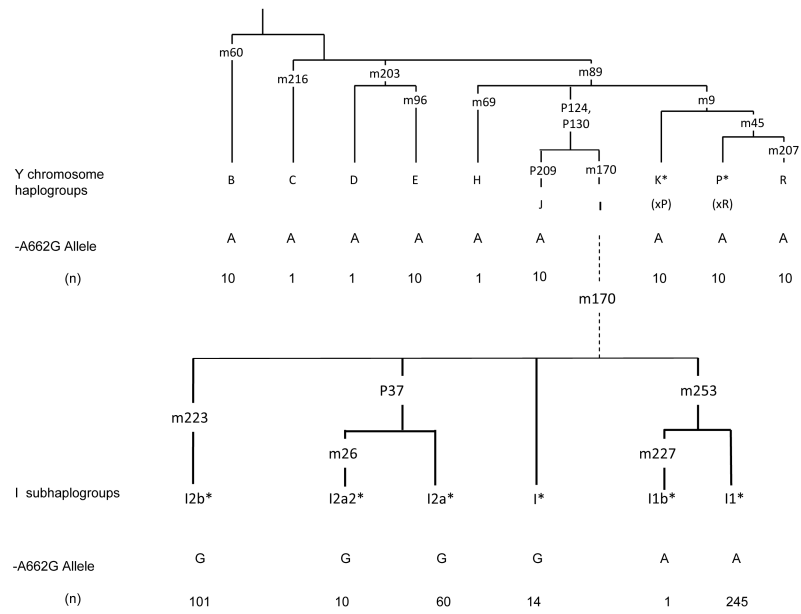 m60
m216
m203
m89
m96
m69
P124,
P130
m9
m45
m207
P209
m170
Y chromosome
haplogroups
B C D E H K* P* R
J I (xP) (xR)
-A662G Allele A A A A A A A A A
(n) 10 1 1 10 1 10 10 10 10
m170
P37
m253
m223
m26
m227
I subhaplogroups I2b* I2a2* I2a* I* I1b* I1*
-A662G Allele G G G G A A
(n) 101 10 60 14 1 245